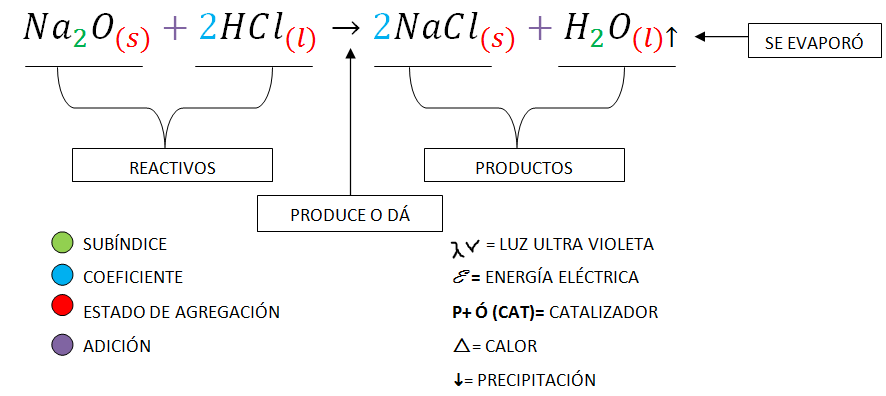 Na₂O(s) + 2HCl(l) → 2NaCl(s) + H₂O(l)↑
SE EVAPORÓ
REACTIVOS
PRODUCTOS
PRODUCE O DÁ
SUBÍNDICE
COEFICIENTE
ESTADO DE AGREGACIÓN
ADICIÓN
λv = LUZ ULTRA VIOLETA
ℰ = ENERGÍA ELÉCTRICA
P+ Ó (CAT)= CATALIZADOR
△= CALOR
↓= PRECIPITACIÓN